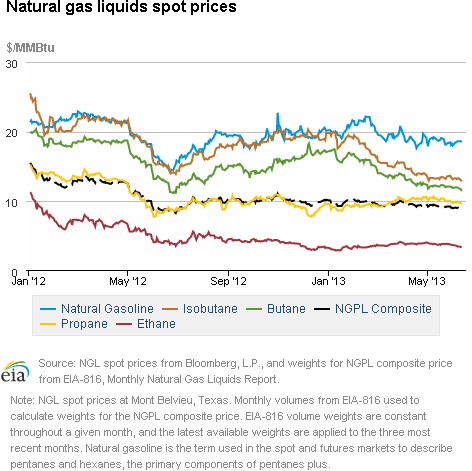 Natural gas liquids spot prices
$/MMBtu
30
20
10
0
Jan '12 May '12 Sep '12 Jan '13 May '13
Natural Gasoline Isobutane Butane NGPL Composite
Propane Ethane
eia
Source: NGL spot prices from Bloomberg, L.P., and weights for NGPL composite price
from EIA-816, Monthly Natural Gas Liquids Report.
Note: NGL spot prices at Mont Belvieu, Texas. Monthly volumes from EIA-816 used to
calculate weights for the NGPL composite price. EIA-816 volume weights are constant
throughout a given month, and the latest available weights are applied to the three most
recent months. Natural gasoline is the term used in the spot and futures markets to describe
pentanes and hexanes, the primary components of pentanes plus.